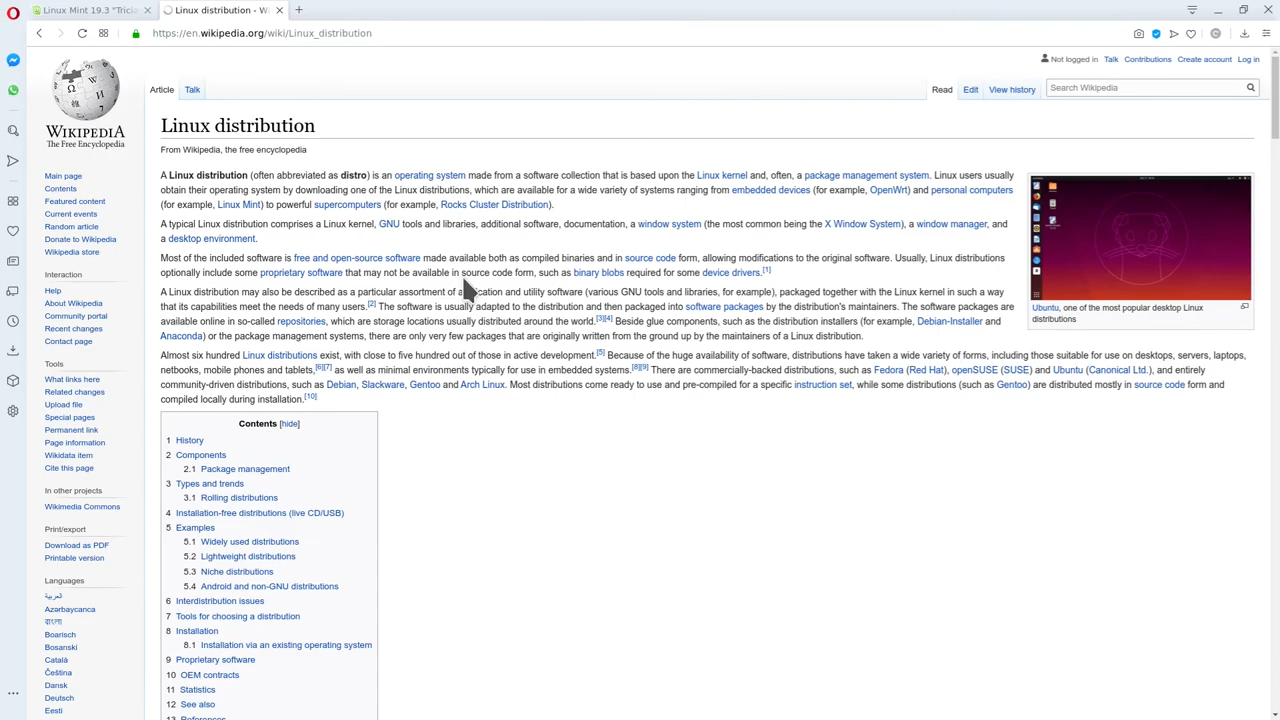 Linux Mint 19.3 "Tricia
Linux distribution - Wi
https://en.wikipedia.org/wiki/Linux_distribution
Not logged in Talk Contributions Create account Log in
Article Talk
Read Edit View history
Search Wikipedia
WIKIPEDIA
The Free Encyclopedia
Main page
Contents
Featured content
Current events
Random article
Donate to Wikipedia
Wikipedia store
Interaction
Help
About Wikipedia
Community portal
Recent changes
Contact page
Tools
What links here
Related changes
Upload file
Special pages
Permanent link
Page information
Wikidata item
Cite this page
In other projects
Wikimedia Commons
Print/export
Download as PDF
Printable version
Languages
العربية
Azərbaycanca
বাংলা
Boarisch
Bosanski
Català
Čeština
Dansk
Deutsch
Eesti
Linux distribution
From Wikipedia, the free encyclopedia
A Linux distribution (often abbreviated as distro) is an operating system made from a software collection that is based upon the Linux kernel and, often, a package management system. Linux users usually
obtain their operating system by downloading one of the Linux distributions, which are available for a wide variety of systems ranging from embedded devices (for example, OpenWrt) and personal computers
(for example, Linux Mint) to powerful supercomputers (for example, Rocks Cluster Distribution).
A typical Linux distribution comprises a Linux kernel, GNU tools and libraries, additional software, documentation, a window system (the most common being the X Window System), a window manager, and
a desktop environment.
Most of the included software is free and open-source software made available both as compiled binaries and in source code form, allowing modifications to the original software. Usually, Linux distributions
optionally include some proprietary software that may not be available in source code form, such as binary blobs required for some device drivers.[1]
A Linux distribution may also be described as a particular assortment of and utility software (various GNU tools and libraries, for example), packaged together with the Linux kernel in such a way
that its capabilities meet the needs of many users.[2] The software is usually adapted to the distribution and then packaged into software packages by the distribution's maintainers. The software packages are
available online in so-called repositories, which are storage locations usually distributed around the world.[3][4] Beside glue components, such as the distribution installers (for example, Debian-Installer and
Anaconda) or the package management systems, there are only very few packages that are originally written from the ground up by the maintainers of a Linux distribution.
Almost six hundred Linux distributions exist, with close to five hundred out of those in active development.[5] Because of the huge availability of software, distributions have taken a wide variety of forms, including those suitable for use on desktops, servers, laptops,
netbooks, mobile phones and tablets,[6][7] as well as minimal environments typically for use in embedded systems.[8][9] There are commercially-backed distributions, such as Fedora (Red Hat), openSUSE (SUSE) and Ubuntu (Canonical Ltd.), and entirely
community-driven distributions, such as Debian, Slackware, Gentoo and Arch Linux. Most distributions come ready to use and pre-compiled for a specific instruction set, while some distributions (such as Gentoo) are distributed mostly in source code form and
compiled locally during installation.[10]
Ubuntu, one of the most popular desktop Linux
distributions
Contents [hide]
1 History
2 Components
2.1 Package management
3 Types and trends
3.1 Rolling distributions
4 Installation-free distributions (live CD/USB)
5 Examples
5.1 Widely used distributions
5.2 Lightweight distributions
5.3 Niche distributions
5.4 Android and non-GNU distributions
6 Interdistribution issues
7 Tools for choosing a distribution
8 Installation
8.1 Installation via an existing operating system
9 Proprietary software
10 OEM contracts
11 Statistics
12 See also
13 References